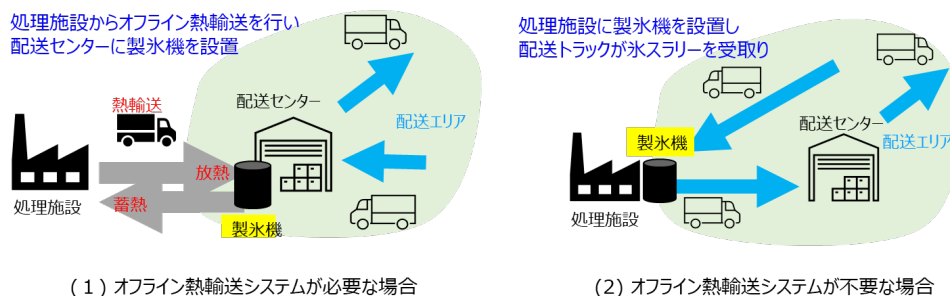 処理施設からオフライン熱輸送を行い
配送センターに製氷機を設置
熱輸送
配送センター
配送エリア
放熱
蓄熱
処理施設
製氷機
(1) オフライン熱輸送システムが必要な場合
処理施設に製氷機を設置し
配送トラックが氷スラリーを受取り
配送センター
製氷機
配送エリア
処理施設
(2) オフライン熱輸送システムが不要な場合